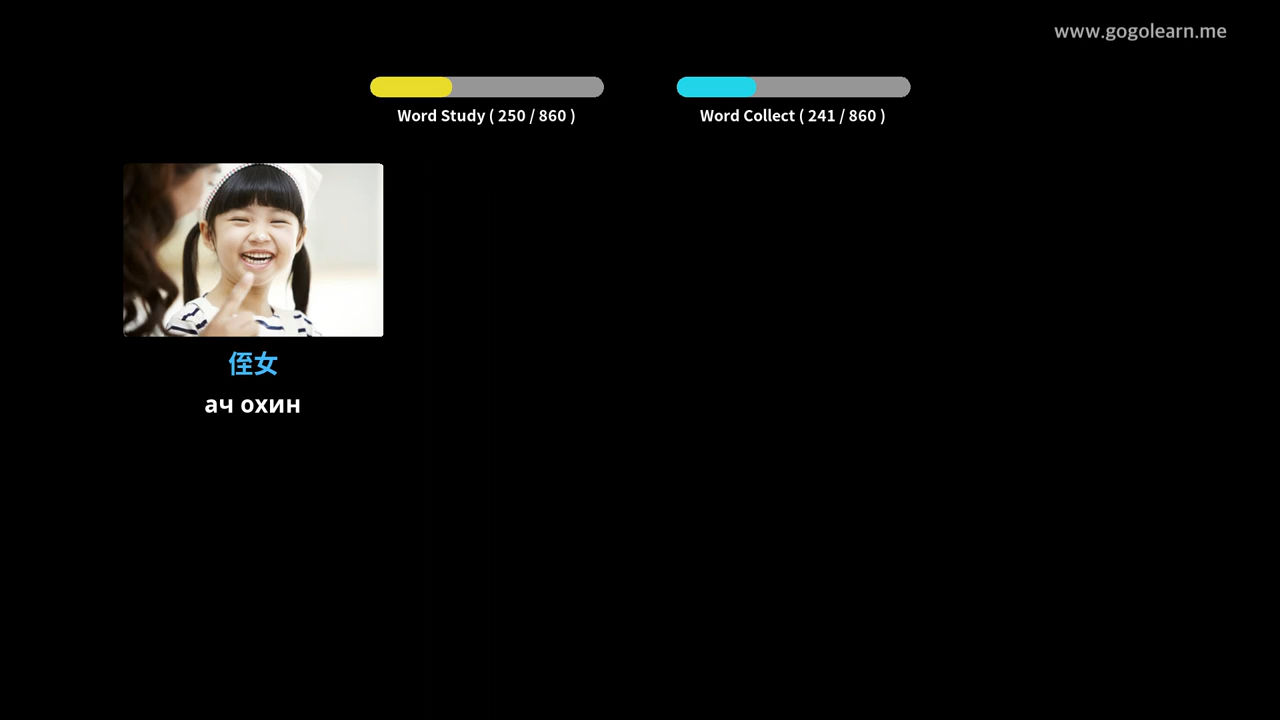 www.gogolearn.me
Word Study ( 250 / 860 )
Word Collect ( 241 / 860 )
侄女
ач охин